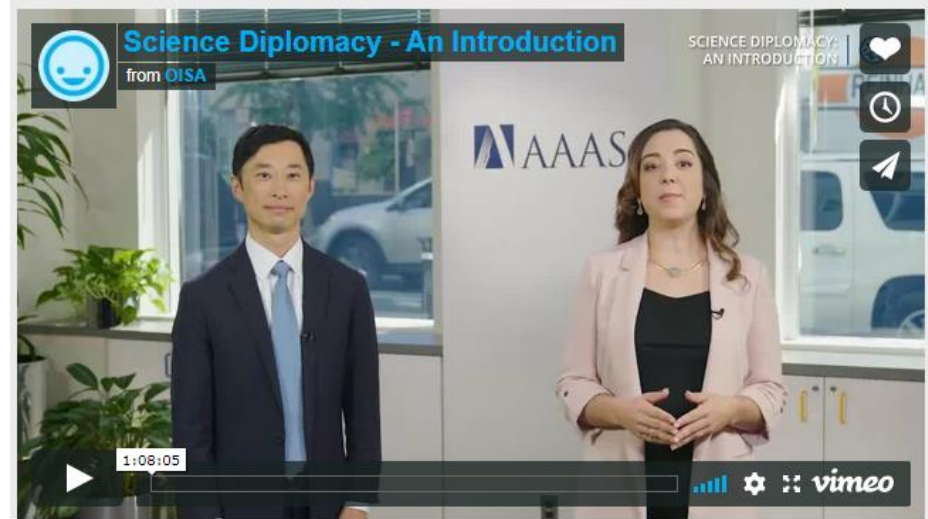 Science Diplomacy - An Introduction
from OISA
SCIENCE DIPLOMACY:
AN INTRODUCTION
AAAS
1:08:05
vimeo